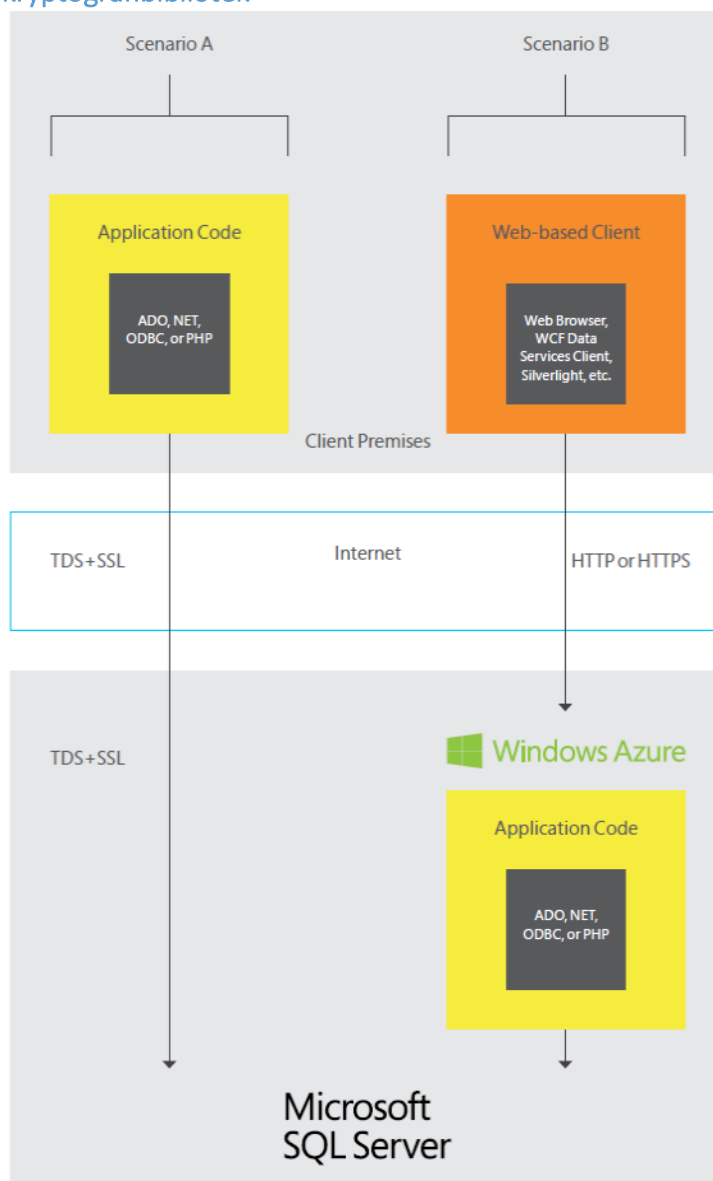 Scenario A
Scenario B
Application Code
ADO, NET,
ODBC, or PHP
Web-based Client
Web Browser,
WCF Data
Services Client,
Silverlight, etc.
Client Premises
TDS+SSL
Internet
HTTP or HTTPS
TDS+SSL
Windows Azure
Application Code
ADO, NET,
ODBC, or PHP
Microsoft
SQL Server